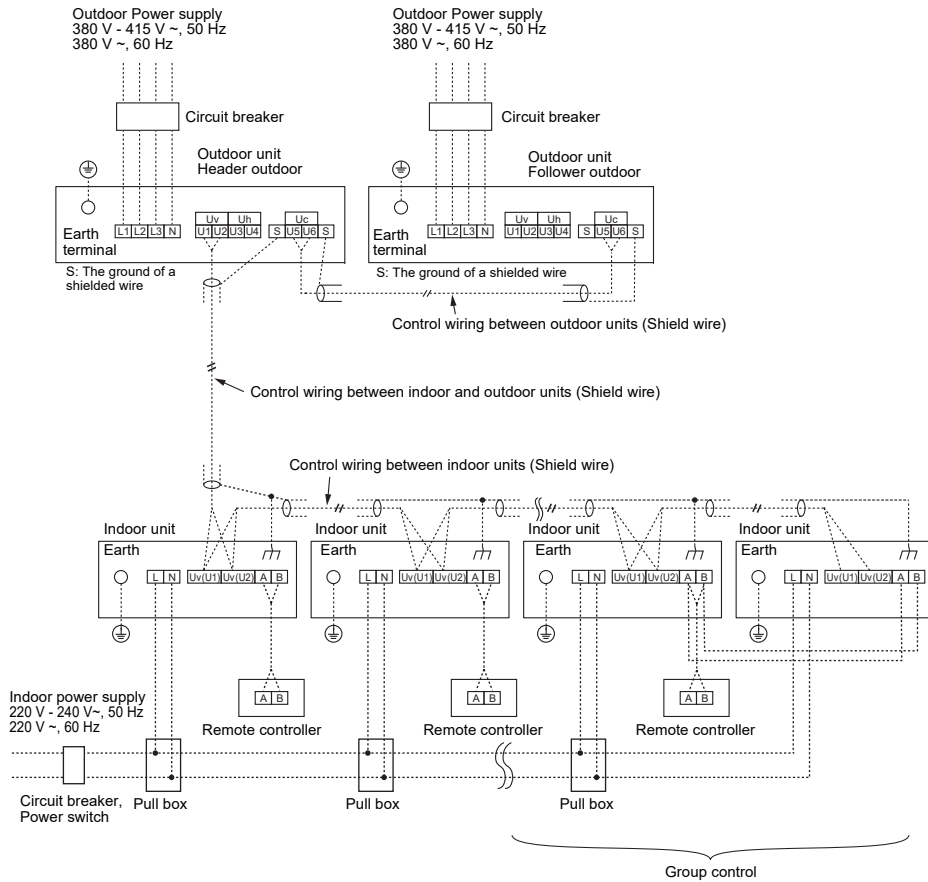 Outdoor Power supply
380 V - 415 V ~, 50 Hz
380 V ~, 60 Hz
Outdoor Power supply
380 V - 415 V ~, 50 Hz
380 V ~, 60 Hz
Circuit breaker
Circuit breaker
Outdoor unit
Header outdoor
Outdoor unit
Follower outdoor
Earth
terminal
L1 L2 L3 N
Uv Uh
U1 U2 U3 U4
Uc
S U5 U6 S
S: The ground of a
shielded wire
Earth
terminal
L1 L2 L3 N
Uv Uh
U1 U2 U3 U4
Uc
S U5 U6 S
S: The ground of a shielded wire
Control wiring between outdoor units (Shield wire)
Control wiring between indoor and outdoor units (Shield wire)
Control wiring between indoor units (Shield wire)
Indoor unit
Earth
L N Uv(U1) Uv(U2) A B
Indoor unit
Earth
L N Uv(U1) Uv(U2) A B
Indoor unit
Earth
L N Uv(U1) Uv(U2) A B
Indoor unit
Earth
L N Uv(U1) Uv(U2) A B
A B
Remote controller
A B
Remote controller
A B
Remote controller
Indoor power supply
220 V - 240 V~, 50 Hz
220 V ~, 60 Hz
Circuit breaker,
Power switch
Pull box
Pull box
Pull box
Group control